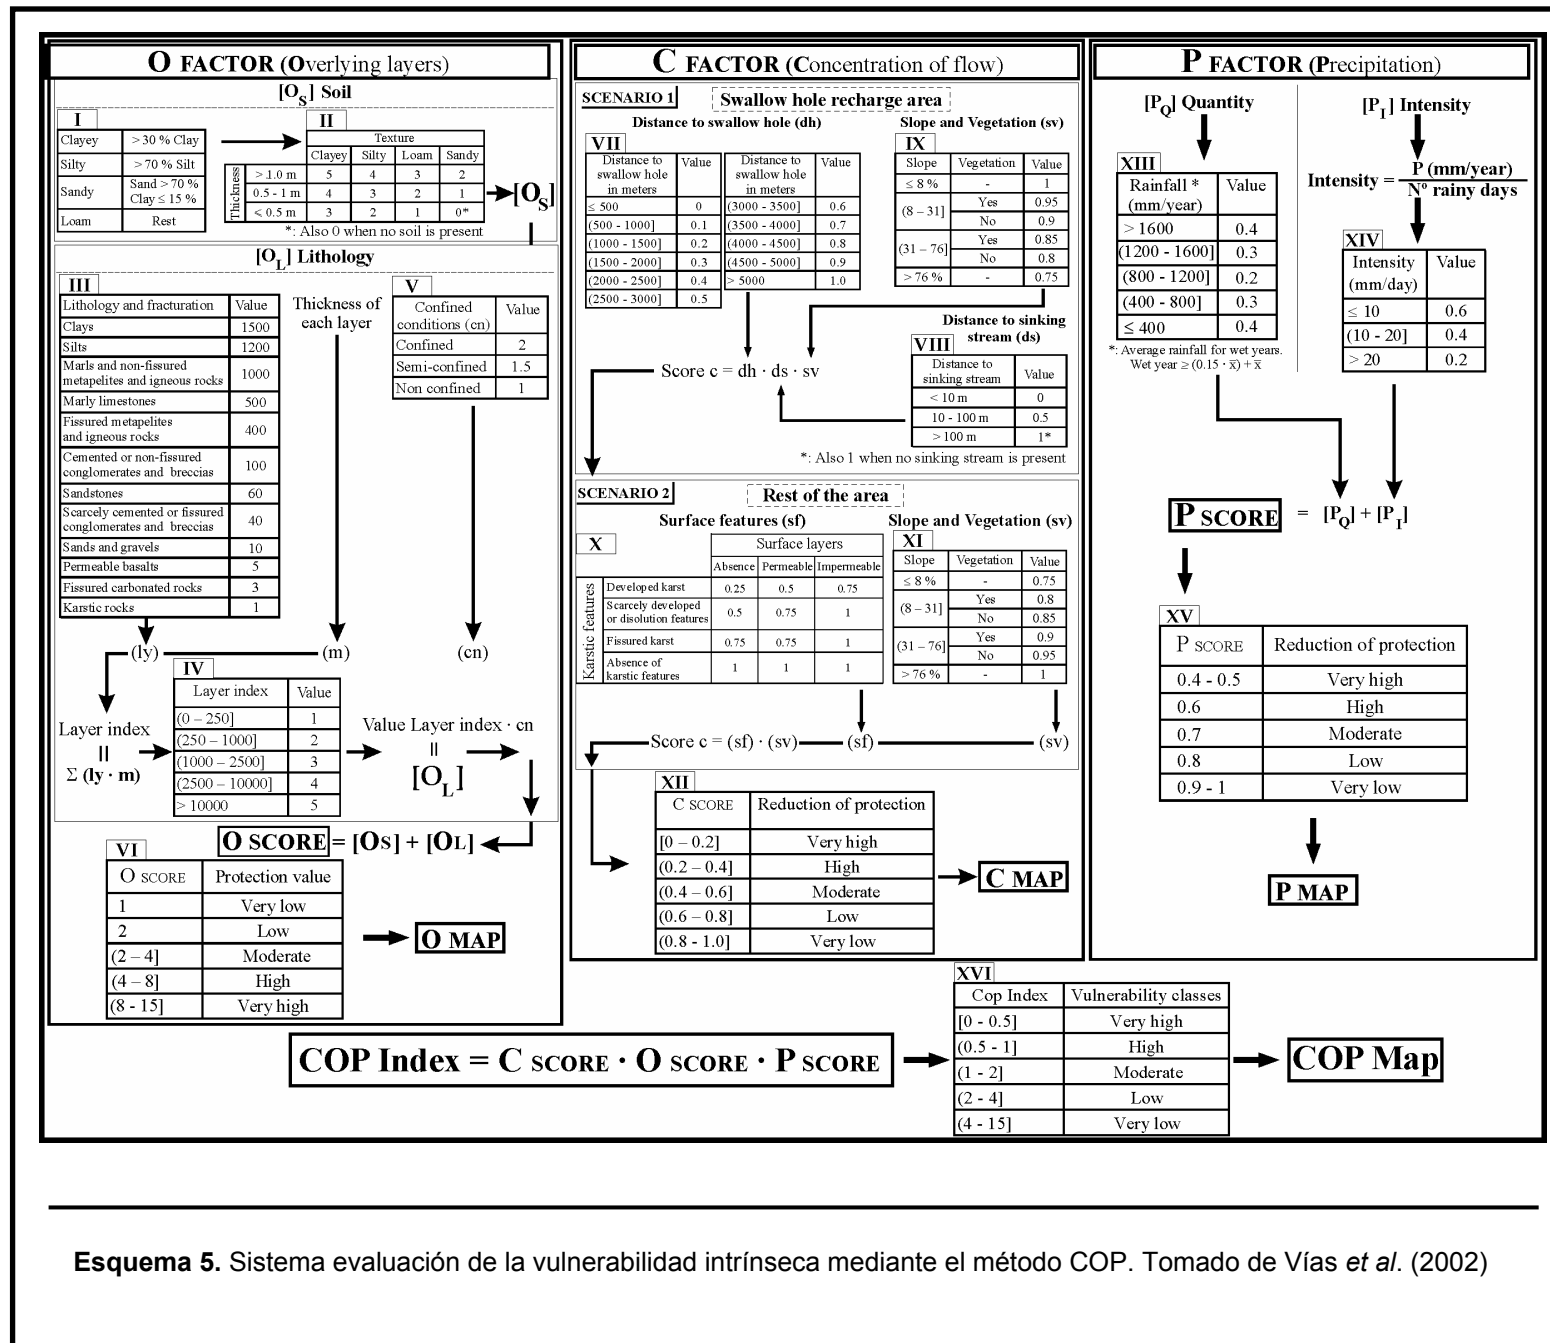 O FACTOR (Overlying layers)
[OS] Soil
I
Clayey > 30 % Clay
Silty > 70 % Silt
Sandy Sand > 70 % Clay ≤ 15 %
Loam Rest
II
Texture
Clayey Silty Loam Sandy
Thickness
> 1.0 m 5 4 3 2
0.5 - 1 m 4 3 2 1
≤ 0.5 m 3 2 1 0*
[OS]
*: Also 0 when no soil is present
[OL] Lithology
III
Lithology and fracturation Value
Clays 1500
Silts 1200
Marls and non-fissured
metapelites and igneous rocks 1000
Marly limestones 500
Fissured metapelites
and igneous rocks 400
Cemented or non-fissured
conglomerates and breccias 100
Sandstones 60
Scarcely cemented or fissured
conglomerates and breccias 40
Sands and gravels 10
Permeable basalts 5
Fissured carbonated rocks 3
Karstic rocks 1
Thickness of
each layer
V
Confined
conditions (cn) Value
Confined 2
Semi-confined 1.5
Non confined 1
(ly) (m) (cn)
IV
Layer index Value
(0 – 250] 1
(250 – 1000] 2
(1000 – 2500] 3
(2500 – 10000] 4
> 10000 5
Layer index
=
Σ (ly · m)
Value Layer index · cn
=
[OL]
O SCORE = [OS] + [OL]
VI
O SCORE Protection value
1 Very low
2 Low
(2 – 4] Moderate
(4 – 8] High
(8 - 15] Very high
O MAP
C FACTOR (Concentration of flow)
SCENARIO 1 Swallow hole recharge area
Distance to swallow hole (dh)
VII
Distance to
swallow hole
in meters Value
≤ 500 0
(500 - 1000] 0.1
(1000 - 1500] 0.2
(1500 - 2000] 0.3
(2000 - 2500] 0.4
(2500 - 3000] 0.5
Distance to
swallow hole
in meters Value
(3000 - 3500] 0.6
(3500 - 4000] 0.7
(4000 - 4500] 0.8
(4500 - 5000] 0.9
> 5000 1.0
Slope and Vegetation (sv)
IX
Slope Vegetation Value
≤ 8 % - 1
(8 – 31] Yes 0.95
No 0.9
(31 – 76] Yes 0.85
No 0.8
> 76 % - 0.75
Distance to sinking
stream (ds)
VIII
Distance to
sinking stream Value
< 10 m 0
10 - 100 m 0.5
> 100 m 1*
*: Also 1 when no sinking stream is present
Score c = dh · ds · sv
SCENARIO 2 Rest of the area
Surface features (sf)
X
Surface layers
Absence Permeable Impermeable
Karstic features
Developed karst 0.25 0.5 0.75
Scarcely developed
or disolution features 0.5 0.75 1
Fissured karst 0.75 0.75 1
Absence of
karstic features 1 1 1
Slope and Vegetation (sv)
XI
Slope Vegetation Value
≤ 8 % - 0.75
(8 – 31] Yes 0.8
No 0.85
(31 – 76] Yes 0.9
No 0.95
> 76 % - 1
Score c = (sf) · (sv) (sf) (sv)
XII
C SCORE Reduction of protection
[0 – 0.2] Very high
(0.2 – 0.4] High
(0.4 – 0.6] Moderate
(0.6 – 0.8] Low
(0.8 - 1.0] Very low
C MAP
P FACTOR (Precipitation)
[PQ] Quantity
XIII
Rainfall *
(mm/year) Value
> 1600 0.4
(1200 - 1600] 0.3
(800 - 1200] 0.2
(400 - 800] 0.3
≤ 400 0.4
*: Average rainfall for wet years.
Wet year ≥ (0.15 · x̄) + x̄
[PI] Intensity
Intensity = P (mm/year) / Nº rainy days
XIV
Intensity
(mm/day) Value
≤ 10 0.6
(10 - 20] 0.4
> 20 0.2
P SCORE = [PQ] + [PI]
XV
P SCORE Reduction of protection
0.4 - 0.5 Very high
0.6 High
0.7 Moderate
0.8 Low
0.9 - 1 Very low
P MAP
COP Index = C SCORE · O SCORE · P SCORE
XVI
Cop Index Vulnerability classes
[0 - 0.5] Very high
(0.5 - 1] High
(1 - 2] Moderate
(2 - 4] Low
(4 - 15] Very low
COP Map
Esquema 5. Sistema evaluación de la vulnerabilidad intrínseca mediante el método COP. Tomado de Vías et al. (2002)